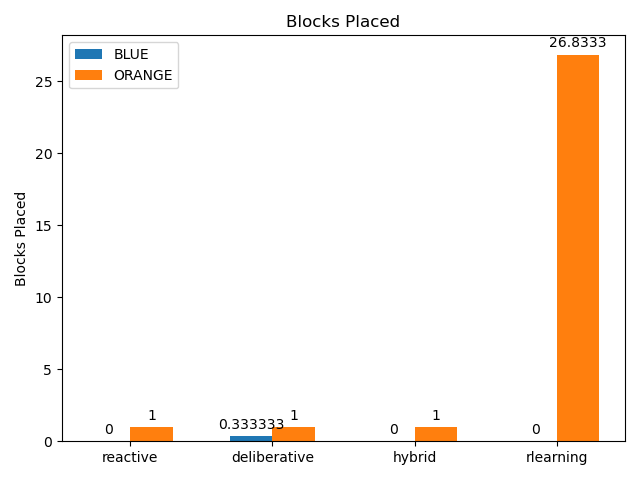 Blocks Placed
BLUE
ORANGE
Blocks Placed
25
20
15
10
5
0
0
1
0.333333
1
0
1
0
26.8333
reactive
deliberative
hybrid
rlearning